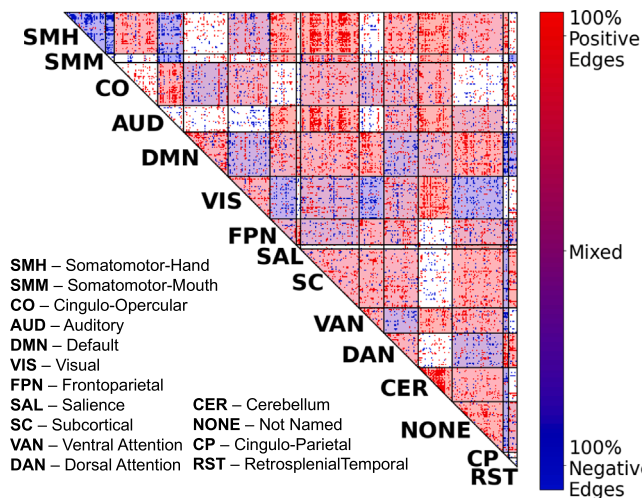 SMH
SMM
CO
AUD
DMN
VIS
FPN
SAL
SC
VAN
DAN
CER
NONE
CP
RST
SMH – Somatomotor-Hand
SMM – Somatomotor-Mouth
CO – Cingulo-Opercular
AUD – Auditory
DMN – Default
VIS – Visual
FPN – Frontoparietal
SAL – Salience
SC – Subcortical
VAN – Ventral Attention
DAN – Dorsal Attention
CER – Cerebellum
NONE – Not Named
CP – Cingulo-Parietal
RST – RetrosplenialTemporal
100%
Positive
Edges
Mixed
100%
Negative
Edges